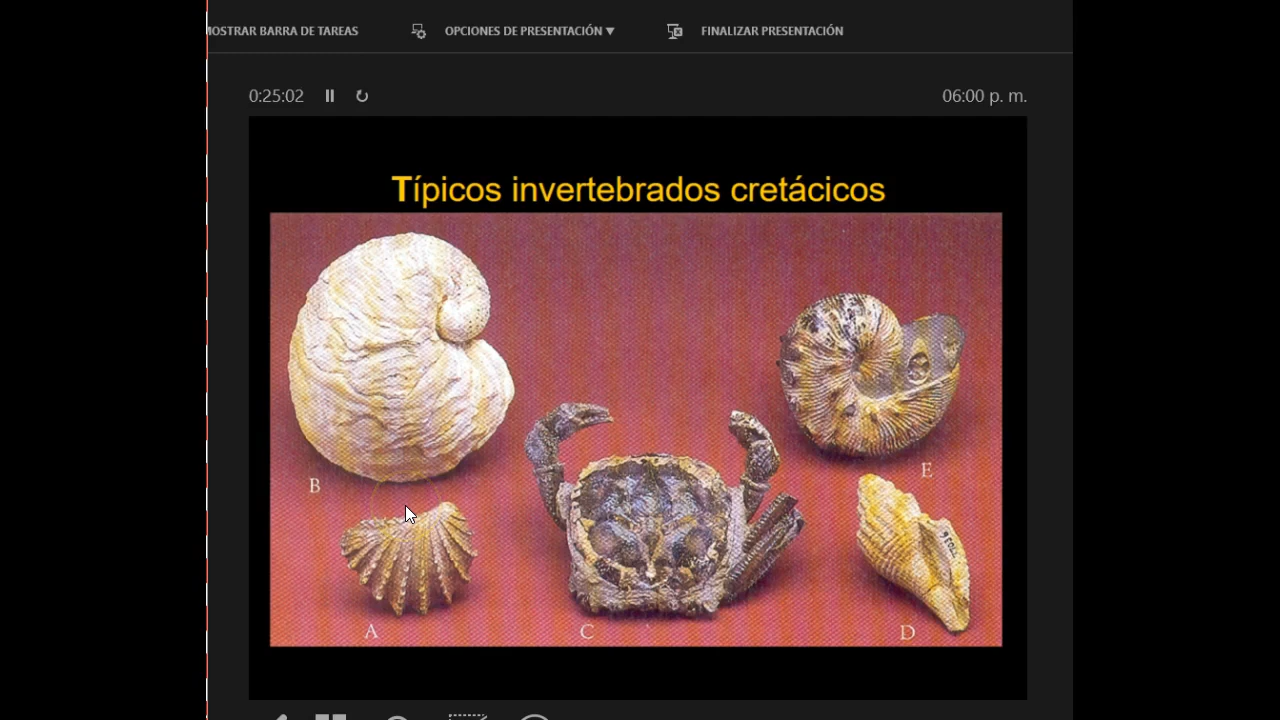 MOSTRAR BARRA DE TAREAS OPCIONES DE PRESENTACIÓN ▼ FINALIZAR PRESENTACIÓN
0:25:02 06:00 p. m.
Típicos invertebrados cretácicos
B
E
A C D